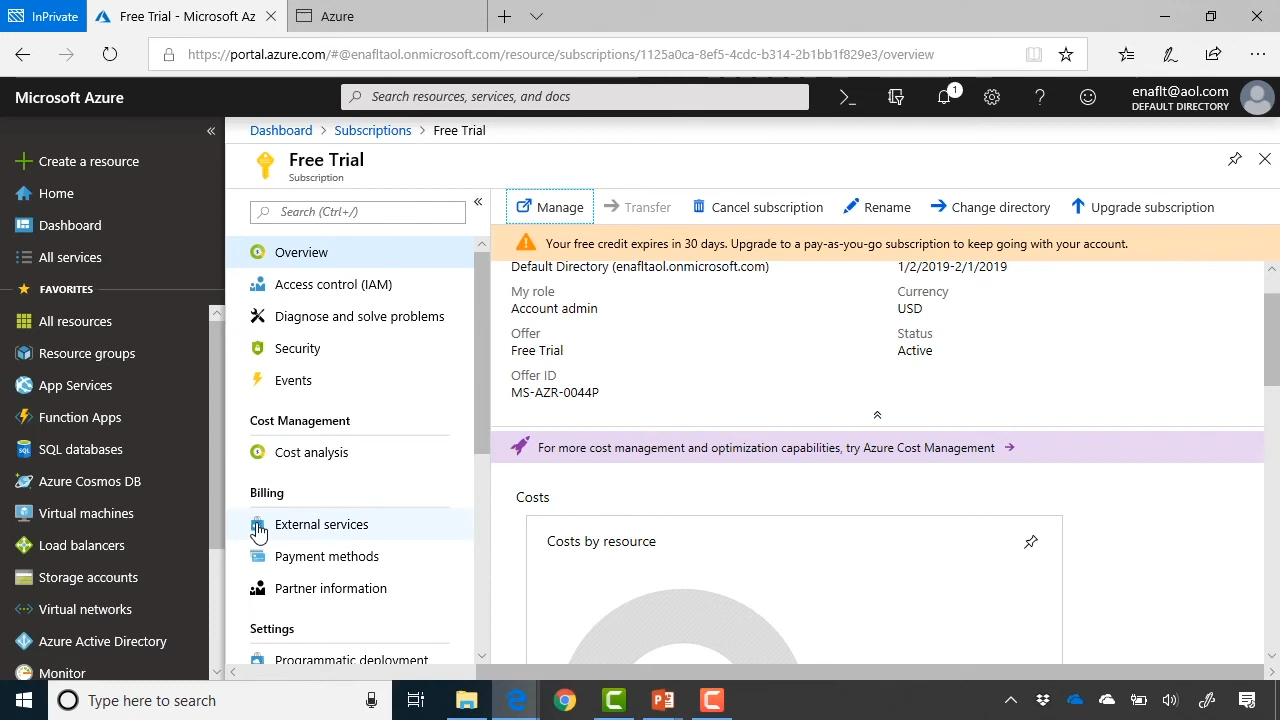 InPrivate
Free Trial - Microsoft Az
Azure
https://portal.azure.com/#@enafltaol.onmicrosoft.com/resource/subscriptions/1125a0ca-8ef5-4cdc-b314-2b1bb1f829e3/overview
Microsoft Azure
Search resources, services, and docs
1
enaflt@aol.com
DEFAULT DIRECTORY
Create a resource
Home
Dashboard
All services
FAVORITES
All resources
Resource groups
App Services
Function Apps
SQL databases
Azure Cosmos DB
Virtual machines
Load balancers
Storage accounts
Virtual networks
Azure Active Directory
Monitor
Dashboard > Subscriptions > Free Trial
Free Trial
Subscription
Search (Ctrl+/)
Overview
Access control (IAM)
Diagnose and solve problems
Security
Events
Cost Management
Cost analysis
Billing
External services
Payment methods
Partner information
Settings
Programmatic deployment
Manage
Transfer
Cancel subscription
Rename
Change directory
Upgrade subscription
Your free credit expires in 30 days. Upgrade to a pay-as-you-go subscription to keep going with your account.
Default Directory (enafltaol.onmicrosoft.com)
1/2/2019-2/1/2019
My role
Account admin
Currency
USD
Offer
Free Trial
Status
Active
Offer ID
MS-AZR-0044P
For more cost management and optimization capabilities, try Azure Cost Management
Costs
Costs by resource
Type here to search